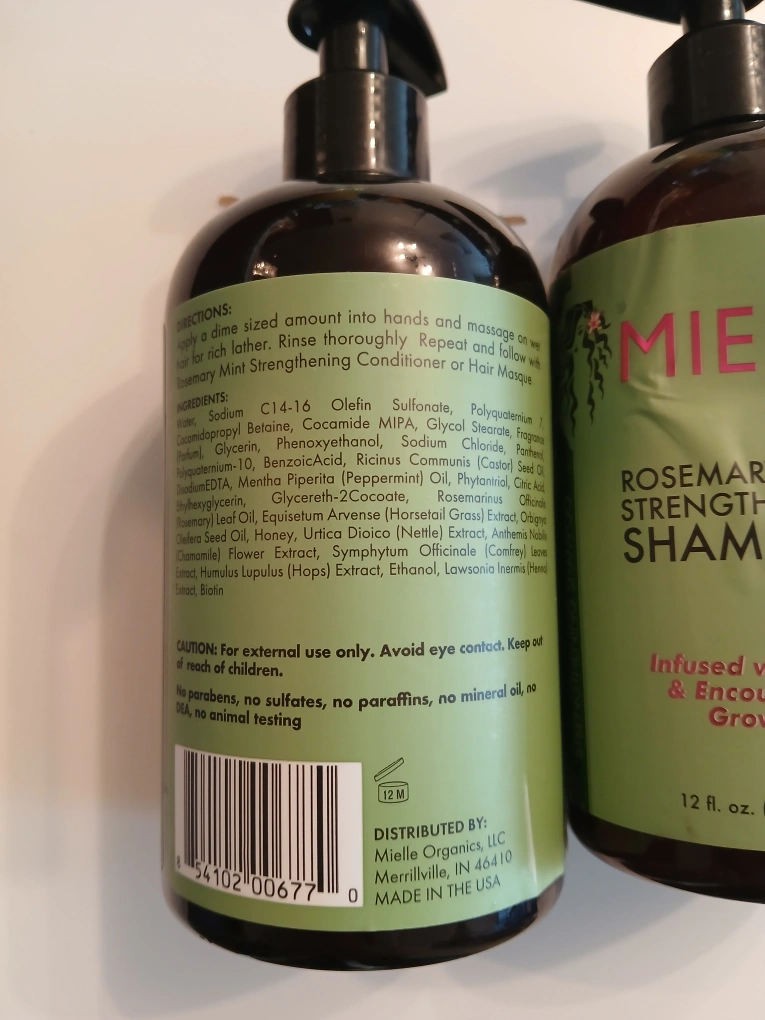 DIRECTIONS:
Apply a dime sized amount into hands and massage on wet
hair for rich lather. Rinse thoroughly Repeat and follow with
Rosemary Mint Strengthening Conditioner or Hair Masque
INGREDIENTS:
Water, Sodium C14-16 Olefin Sulfonate, Polyquaternium 7,
Cocamidopropyl Betaine, Cocamide MIPA, Glycol Stearate, Fragrance
(Parfum), Glycerin, Phenoxyethanol, Sodium Chloride, Panthenol,
Polyquaternium-10, BenzoicAcid, Ricinus Communis (Castor) Seed Oil,
DisodiumEDTA, Mentha Piperita (Peppermint) Oil, Phytantriol, Citric Acid,
Ethylhexyglycerin, Glycereth-2Cocoate, Rosemarinus Officinalis
(Rosemary) Leaf Oil, Equisetum Arvense (Horsetail Grass) Extract, Orbignya
Oleifera Seed Oil, Honey, Urtica Dioico (Nettle) Extract, Anthemis Nobilis
(Chamomile) Flower Extract, Symphytum Officinale (Comfrey) Leaves
Extract, Humulus Lupulus (Hops) Extract, Ethanol, Lawsonia Inermis (Henna)
Extract, Biotin
CAUTION: For external use only. Avoid eye contact. Keep out
of reach of children.
No parabens, no sulfates, no paraffins, no mineral oil, no
DEA, no animal testing
12 M
DISTRIBUTED BY:
Mielle Organics, LLC
Merrillville, IN 46410
MADE IN THE USA
8 54102 00677 0
MIE
ROSEMAR
STRENGTH
SHAM
Infused w
& Encou
Grow
12 fl. oz. (